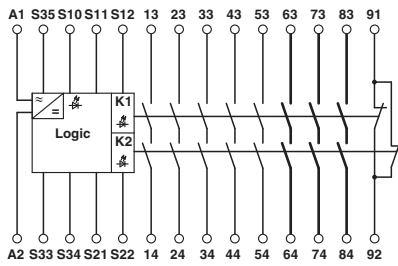 A1 S35 S10 S11 S12 13 23 33 43 53 63 73 83 91
≈
=
K1
Logic
K2
A2 S33 S34 S21 S22 14 24 34 44 54 64 74 84 92